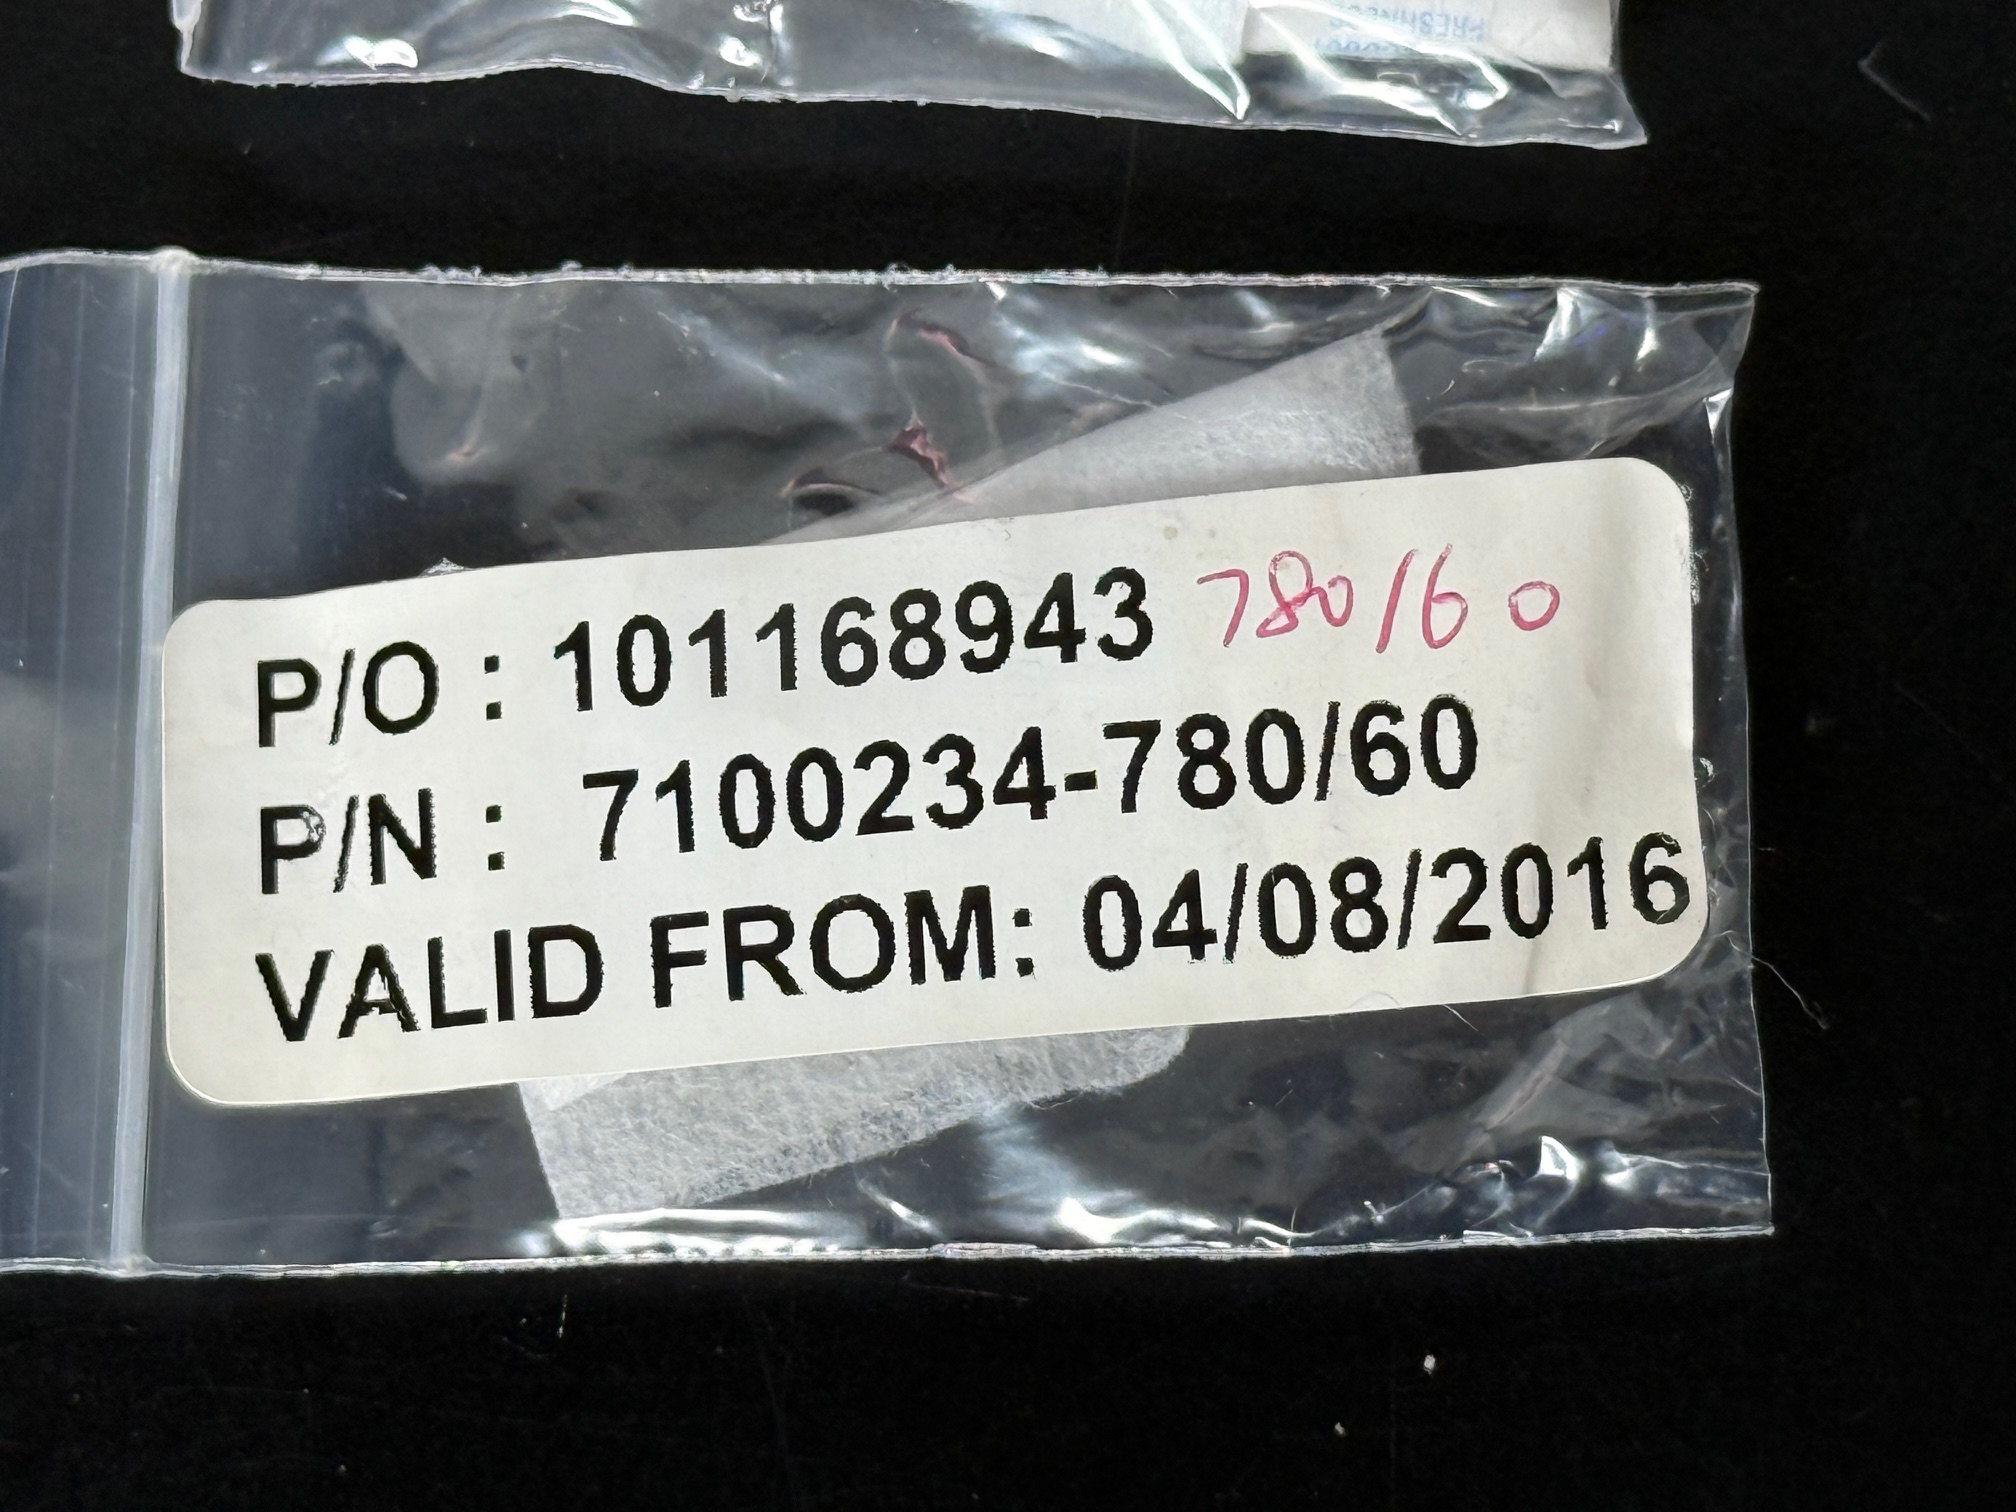 P/O : 101168943 780/60
P/N : 7100234-780/60
VALID FROM: 04/08/2016